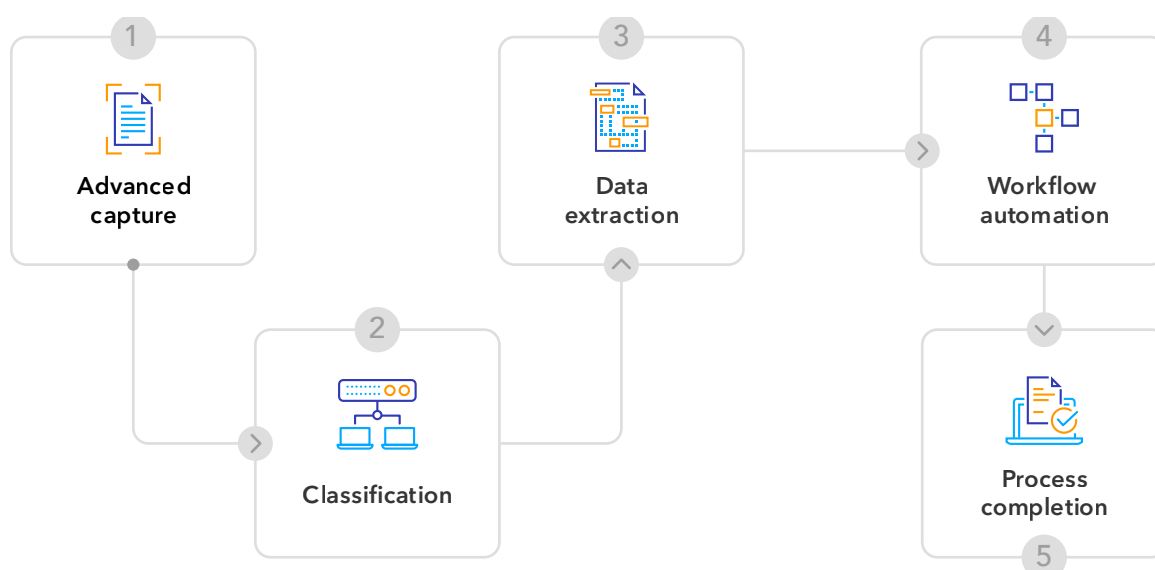 1
Advanced
capture
2
Classification
3
Data
extraction
4
Workflow
automation
Process
completion
5